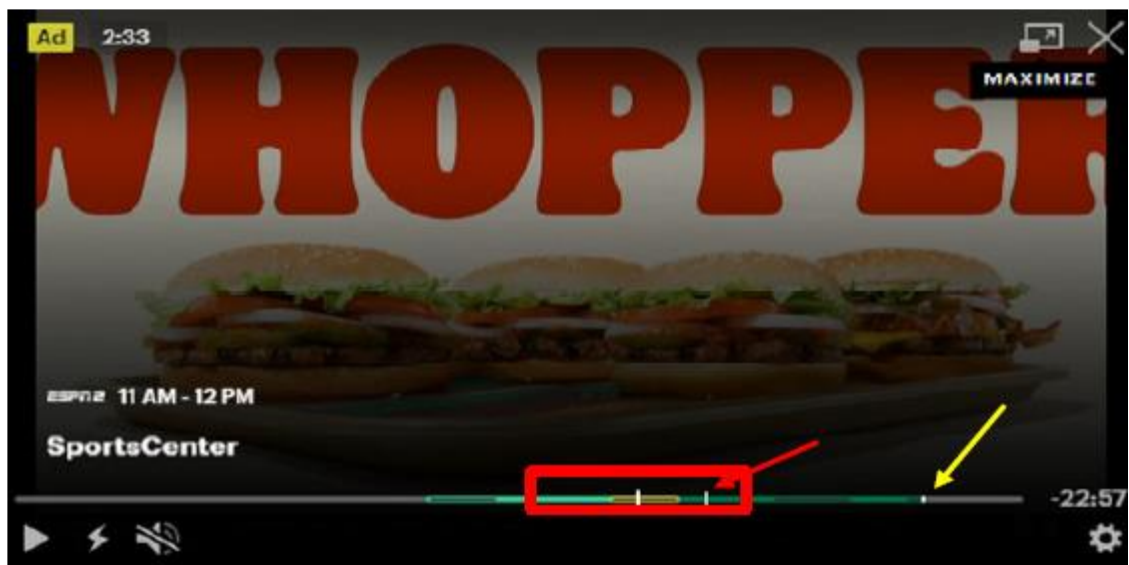 Ad 2:33
MAXIMIZE
WHOPPER
ESPN2 11 AM - 12 PM
SportsCenter
-22:57